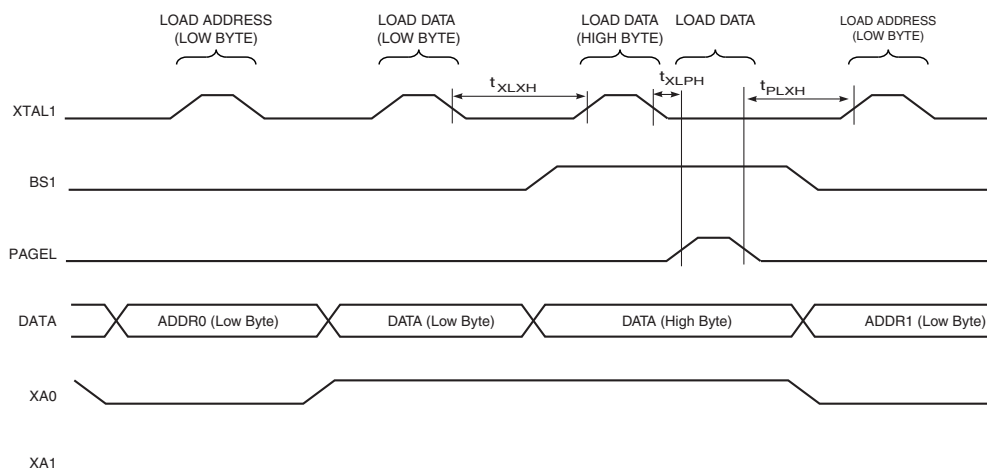 LOAD ADDRESS
(LOW BYTE)
LOAD DATA
(LOW BYTE)
LOAD DATA
(HIGH BYTE)
LOAD DATA
LOAD ADDRESS
(LOW BYTE)
tXLXH
tXLPH
tPLXH
XTAL1
BS1
PAGEL
DATA
ADDR0 (Low Byte)
DATA (Low Byte)
DATA (High Byte)
ADDR1 (Low Byte)
XA0
XA1